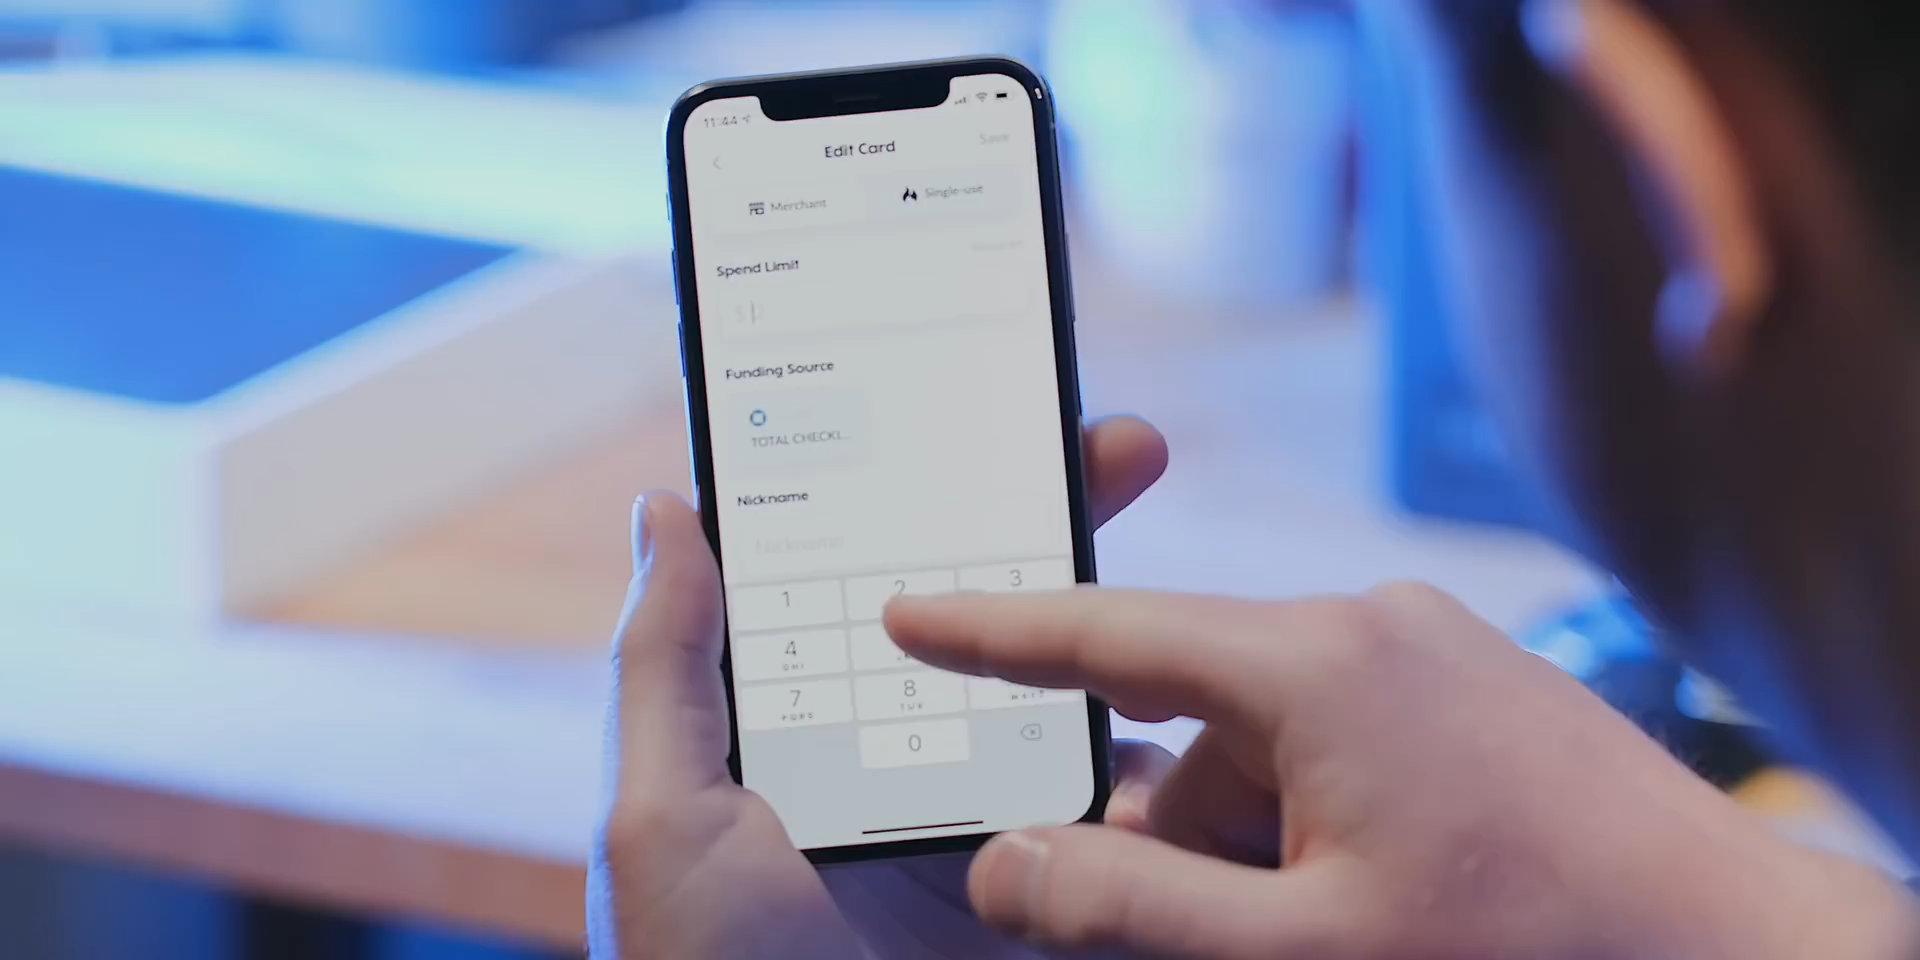 11:44
Edit Card
Save
Merchant
Single-use
Spend Limit
$
Funding Source
TOTAL CHECKI...
Nickname
Nickname
1
2
3
4
GHI
7
PQRS
8
TUV
WXYZ
0